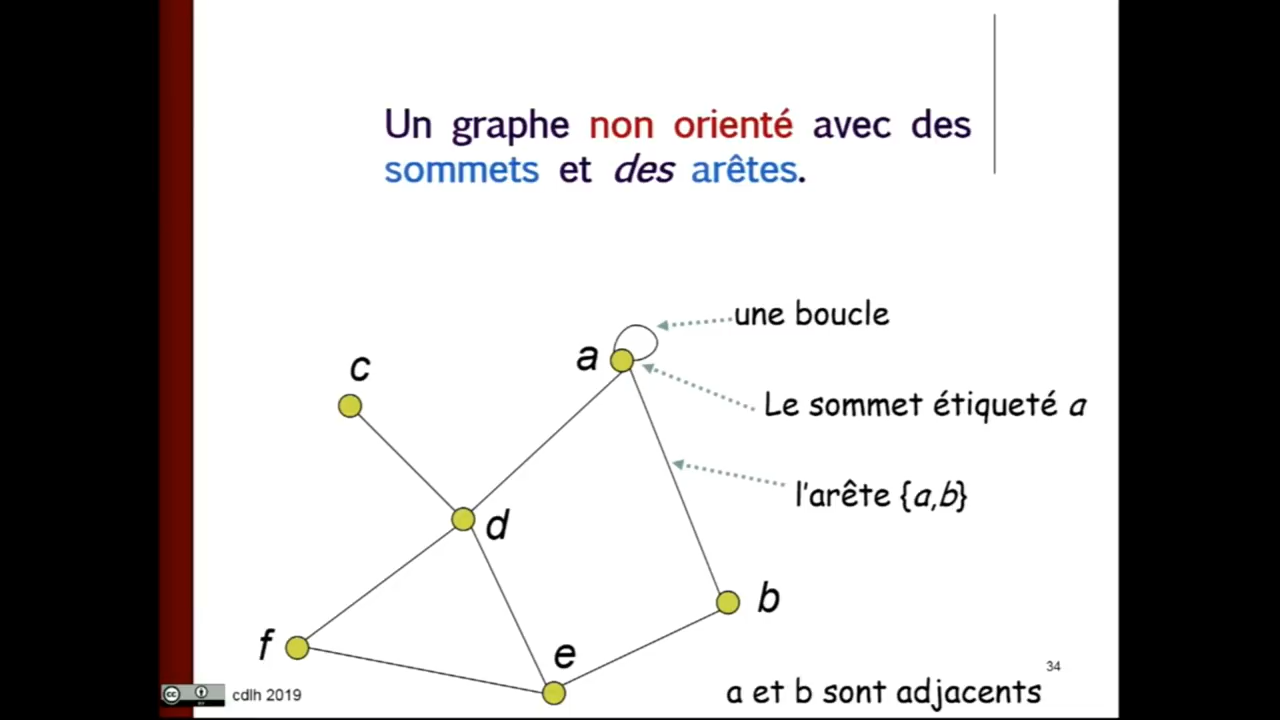 Un graphe non orienté avec des
sommets et des arêtes.
une boucle
a
c
Le sommet étiqueté a
l'arête {a,b}
d
b
f
e
34
cc
cdlh 2019
a et b sont adjacents